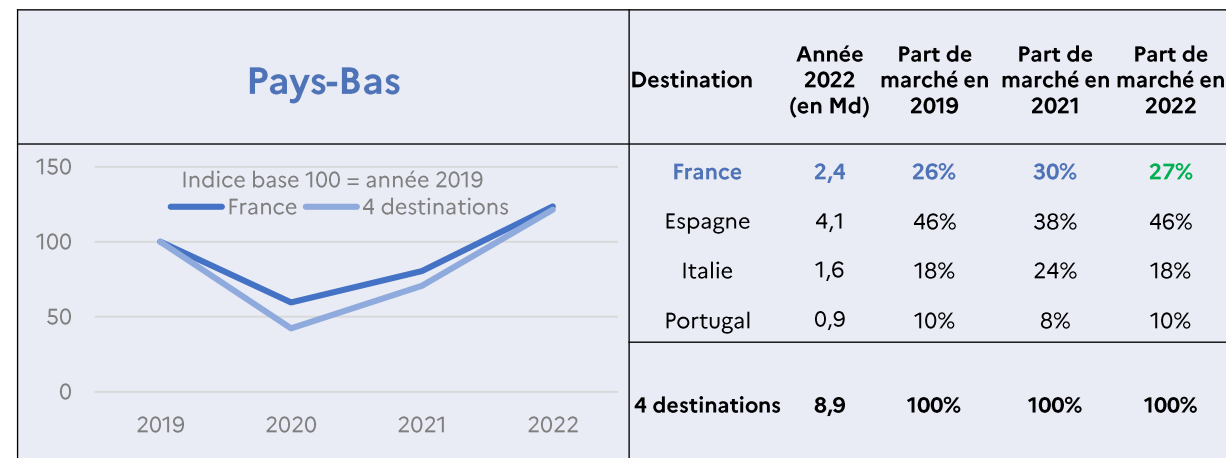 Pays-Bas
Indice base 100 = année 2019
France 4 destinations
150
100
50
0
2019 2020 2021 2022
Destination Année 2022 (en Md) Part de marché en 2019 Part de marché en 2021 Part de marché en 2022
France 2,4 26% 30% 27%
Espagne 4,1 46% 38% 46%
Italie 1,6 18% 24% 18%
Portugal 0,9 10% 8% 10%
4 destinations 8,9 100% 100% 100%